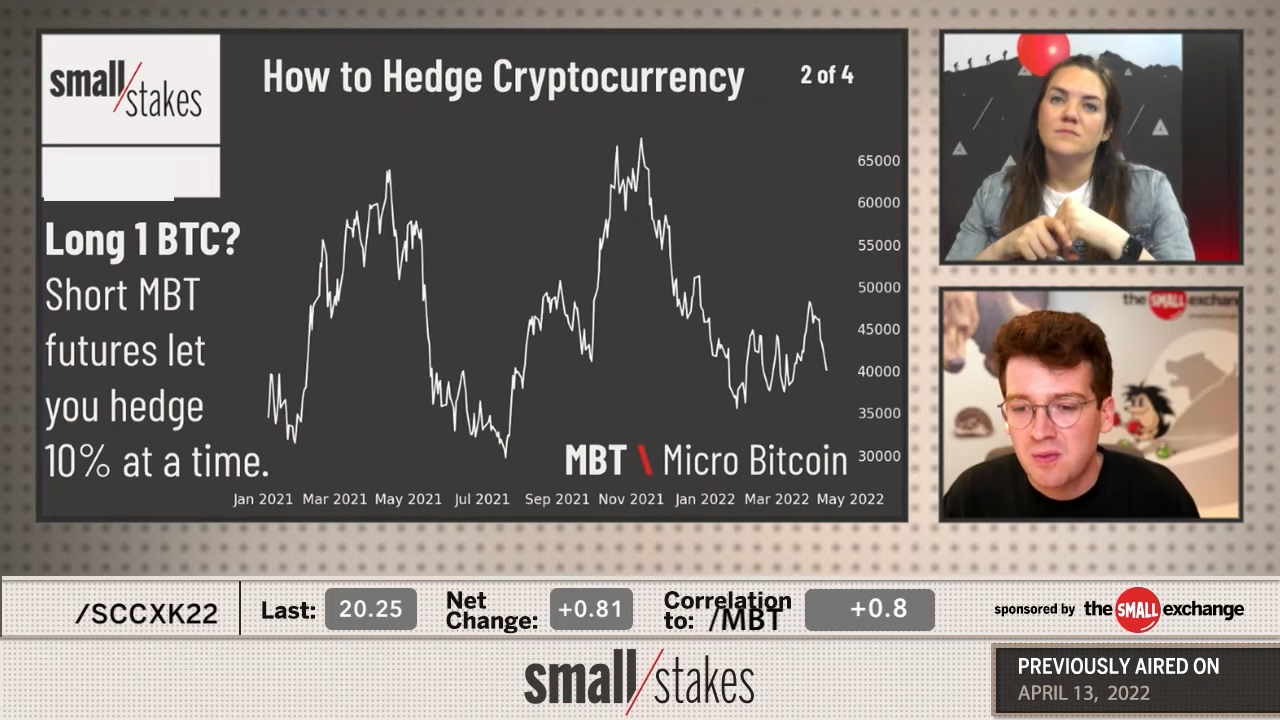 small/stakes
How to Hedge Cryptocurrency
2 of 4
Long 1 BTC?
Short MBT
futures let
you hedge
10% at a time.
65000
60000
55000
50000
45000
40000
35000
30000
MBT \ Micro Bitcoin
Jan 2021 Mar 2021 May 2021 Jul 2021 Sep 2021 Nov 2021 Jan 2022 Mar 2022 May 2022
the SMALL exchan
/SCCXK22
Last: 20.25
Net
Change: +0.81
Correlation
to: /MBT +0.8
sponsored by the SMALL exchange
small/stakes
PREVIOUSLY AIRED ON
APRIL 13, 2022